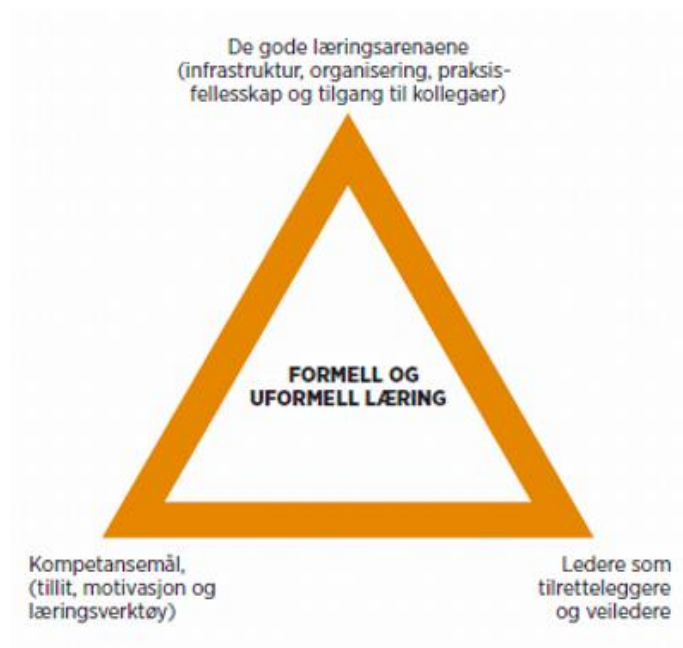 De gode læringsarenaene
(infrastruktur, organisering, praksis-
fellesskap og tilgang til kollegaer)
FORMELL OG
UFORMELL LÆRING
Kompetansemål,
(tillit, motivasjon og
læringsverktøy)
Ledere som
tilretteleggere
og veiledere